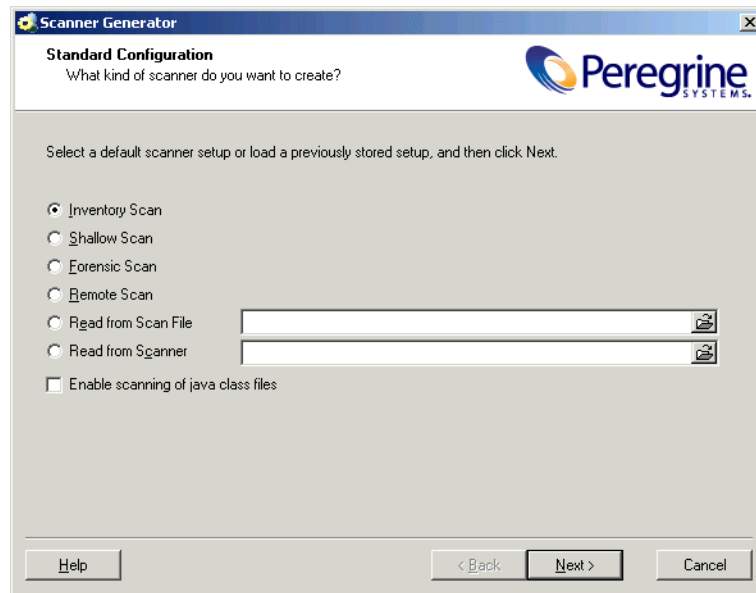 Scanner Generator
Standard Configuration
What kind of scanner do you want to create?
Peregrine
SYSTEMS.
Select a default scanner setup or load a previously stored setup, and then click Next.
Inventory Scan
Shallow Scan
Forensic Scan
Remote Scan
Read from Scan File
Read from Scanner
Enable scanning of java class files
Help
< Back
Next >
Cancel